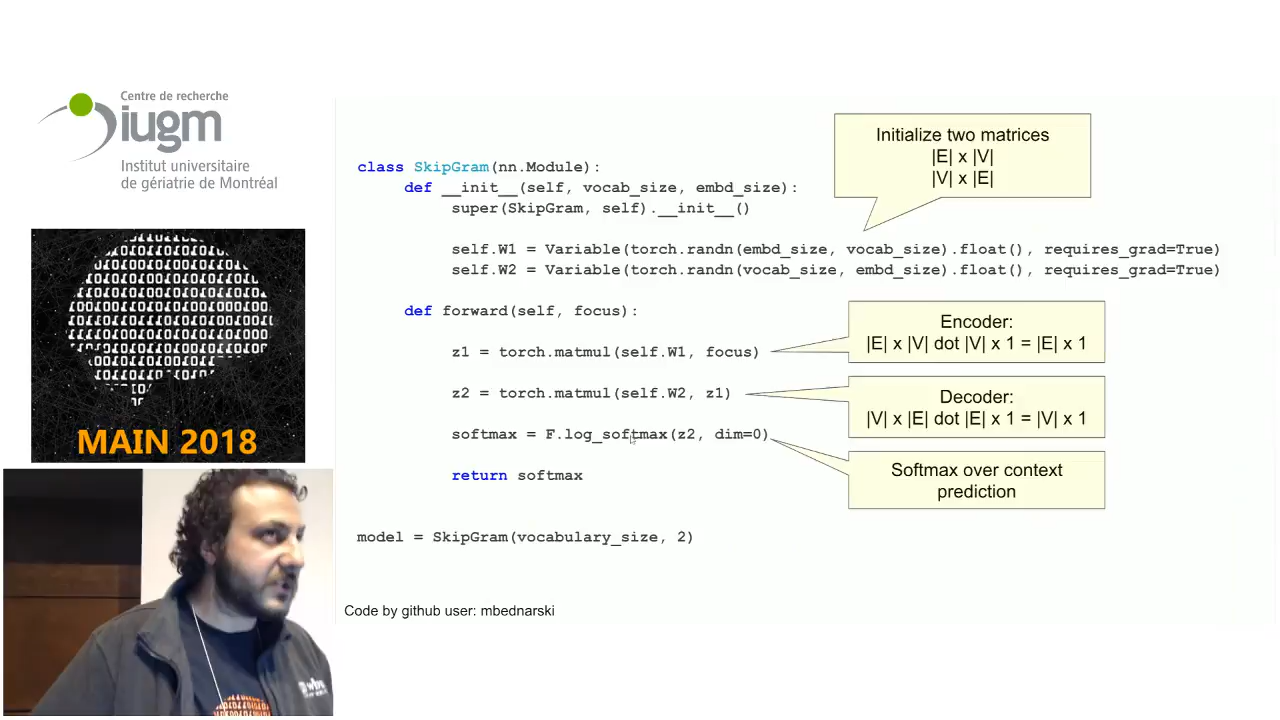 Centre de recherche
iugm
Institut universitaire
de gériatrie de Montréal
MAIN 2018
class SkipGram(nn.Module):
def __init__(self, vocab_size, embd_size):
super(SkipGram, self).__init__()
self.W1 = Variable(torch.randn(embd_size, vocab_size).float(), requires_grad=True)
self.W2 = Variable(torch.randn(vocab_size, embd_size).float(), requires_grad=True)
def forward(self, focus):
z1 = torch.matmul(self.W1, focus)
z2 = torch.matmul(self.W2, z1)
softmax = F.log_softmax(z2, dim=0)
return softmax
model = SkipGram(vocabulary_size, 2)
Initialize two matrices
|E| x |V|
|V| x |E|
Encoder:
|E| x |V| dot |V| x 1 = |E| x 1
Decoder:
|V| x |E| dot |E| x 1 = |V| x 1
Softmax over context
prediction
Code by github user: mbednarski